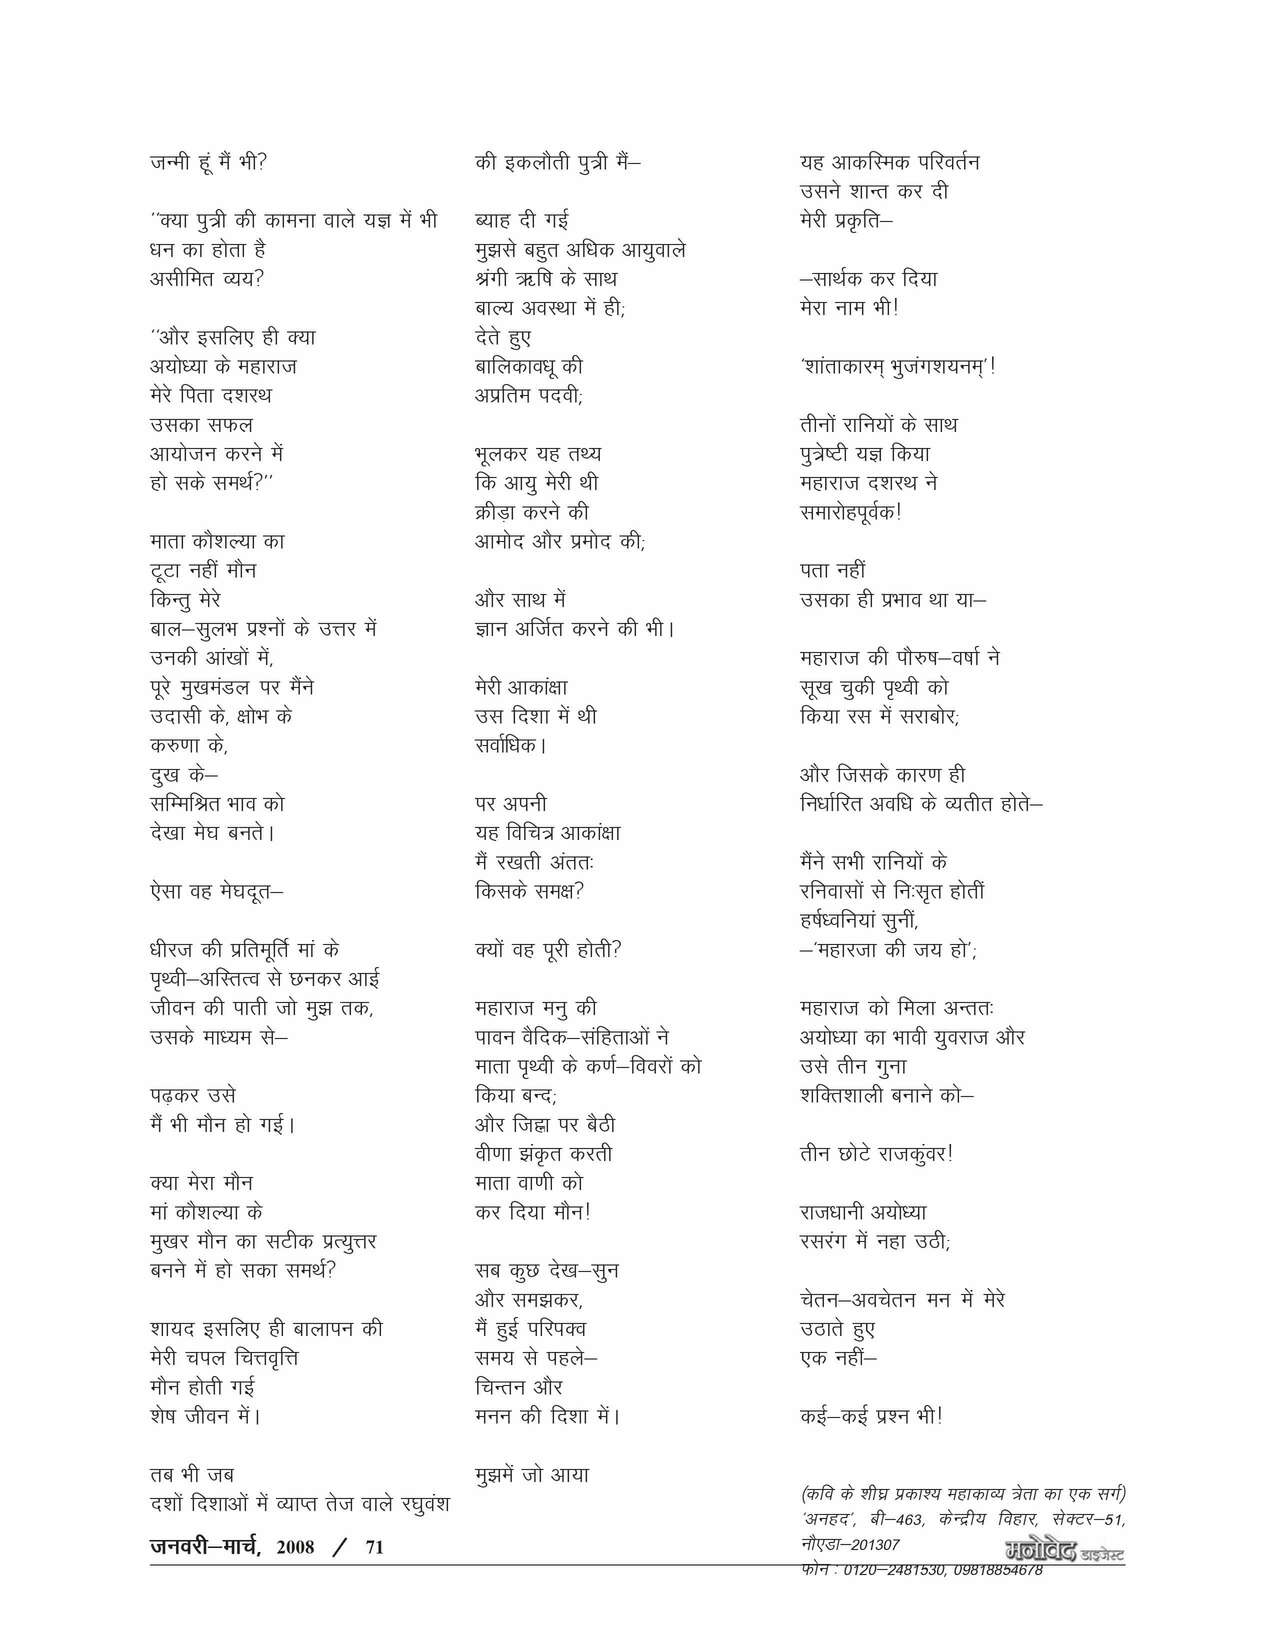 जन्मी हूं मैं भी?
‘‘क्या पुत्री की कामना वाले यज्ञ में भी
धन का होता है
असीमित व्यय?
‘‘और इसलिए ही क्या
अयोध्या के महाराज
मेरे पिता दशरथ
उसका सफल
आयोजन करने में
हो सके समर्थ?’’
माता कौशल्या का
टूटा नहीं मौन
किन्तु मेरे
बाल–सुलभ प्रश्नों के उत्तर में
उनकी आंखों में,
पूरे मुखमंडल पर मैंने
उदासी के, क्षोभ के
करुणा के,
दुख के–
सम्मिश्रित भाव को
देखा मेघ बनते।
ऐसा वह मेघदूत–
धीरज की प्रतिमूर्ति मां के
पृथ्वी–अस्तित्व से छनकर आई
जीवन की पाती जो मुझ तक,
उसके माध्यम से–
पढ़कर उसे
मैं भी मौन हो गई।
क्या मेरा मौन
मां कौशल्या के
मुखर मौन का सटीक प्रत्युत्तर
बनने में हो सका समर्थ?
शायद इसलिए ही बालापन की
मेरी चपल चित्तवृत्ति
मौन होती गई
शेष जीवन में।
तब भी जब
दशों दिशाओं में व्याप्त तेज वाले रघुवंश
की इकलौती पुत्री मैं–
ब्याह दी गई
मुझसे बहुत अधिक आयुवाले
श्रंगी ऋषि के साथ
बाल्य अवस्था में ही;
देते हुए
बालिकावधू की
अप्रतिम पदवी;
भूलकर यह तथ्य
कि आयु मेरी थी
क्रीड़ा करने की
आमोद और प्रमोद की;
और साथ में
ज्ञान अर्जित करने की भी।
मेरी आकांक्षा
उस दिशा में थी
सर्वाधिक।
पर अपनी
यह विचित्र आकांक्षा
मैं रखती अंततः
किसके समक्ष?
क्यों वह पूरी होती?
महाराज मनु की
पावन वैदिक–संहिताओं ने
माता पृथ्वी के कर्ण–विवरों को
किया बन्द;
और जिह्वा पर बैठी
वीणा झंकृत करती
माता वाणी को
कर दिया मौन!
सब कुछ देख–सुन
और समझकर,
मैं हुई परिपक्व
समय से पहले–
चिन्तन और
मनन की दिशा में।
मुझमें जो आया
यह आकस्मिक परिवर्तन
उसने शान्त कर दी
मेरी प्रकृति–
–सार्थक कर दिया
मेरा नाम भी!
‘शांताकारम् भुजंगशयनम्’!
तीनों रानियों के साथ
पुत्रेष्टी यज्ञ किया
महाराज दशरथ ने
समारोहपूर्वक!
पता नहीं
उसका ही प्रभाव था या–
महाराज की पौरुष–वर्षा ने
सूख चुकी पृथ्वी को
किया रस में सराबोर;
और जिसके कारण ही
निर्धारित अवधि के व्यतीत होते–
मैंने सभी रानियों के
रनिवासों से निःसृत होतीं
हर्षध्वनियां सुनीं,
–‘महारजा की जय हो’;
महाराज को मिला अन्ततः
अयोध्या का भावी युवराज और
उसे तीन गुना
शक्तिशाली बनाने को–
तीन छोटे राजकुंवर!
राजधानी अयोध्या
रसरंग में नहा उठी;
चेतन–अवचेतन मन में मेरे
उठाते हुए
एक नहीं–
कई–कई प्रश्न भी!
(कवि के शीघ्र प्रकाश्य महाकाव्य त्रेता का एक सर्ग)
‘अनहद’, बी–463, केन्द्रीय विहार, सेक्टर–51,
नौएडा–201307
फोन : 0120–2481530, 09818854678
जनवरी–मार्च, 2008 / 71
मनोवेद डाइजेस्ट